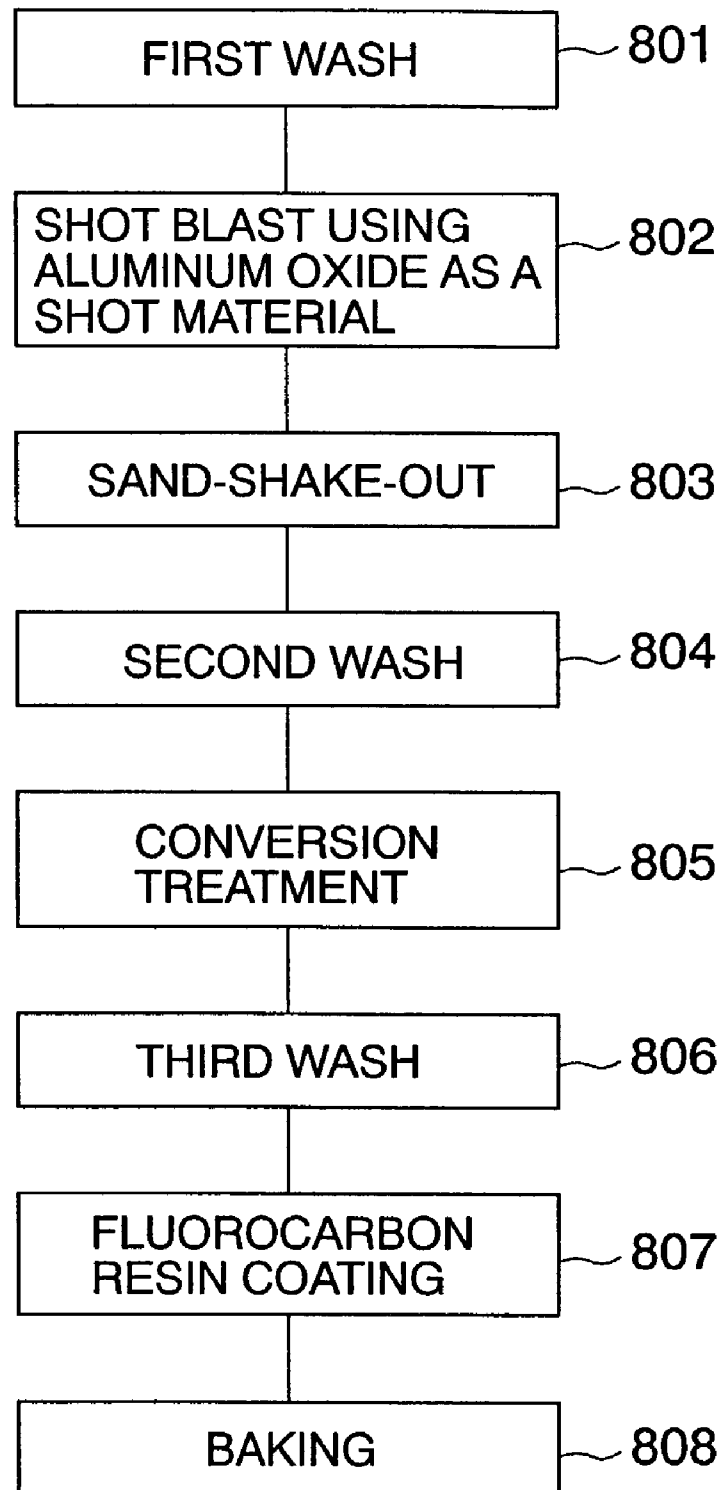 FIRST WASH 801
SHOT BLAST USING
ALUMINUM OXIDE AS A 802
SHOT MATERIAL
SAND-SHAKE-OUT 803
SECOND WASH 804
CONVERSION
TREATMENT 805
THIRD WASH 806
FLUOROCARBON
RESIN COATING 807
BAKING 808